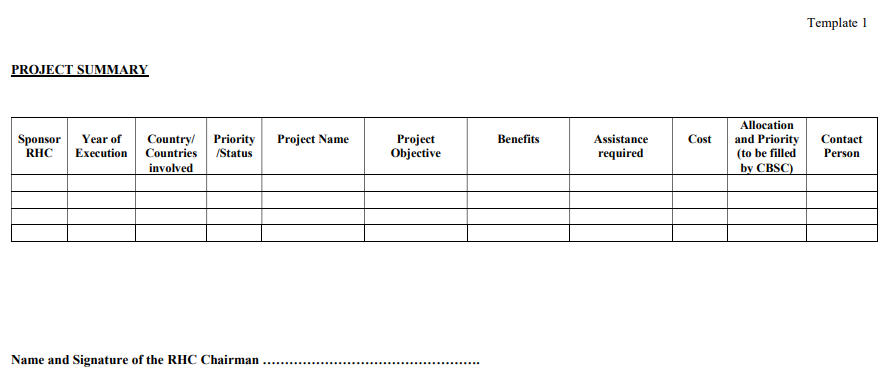 Template 1
PROJECT SUMMARY
Sponsor RHC
Year of Execution
Country/ Countries involved
Priority /Status
Project Name
Project Objective
Benefits
Assistance required
Cost
Allocation and Priority (to be filled by CBSC)
Contact Person
Name and Signature of the RHC Chairman ……………………………………………….